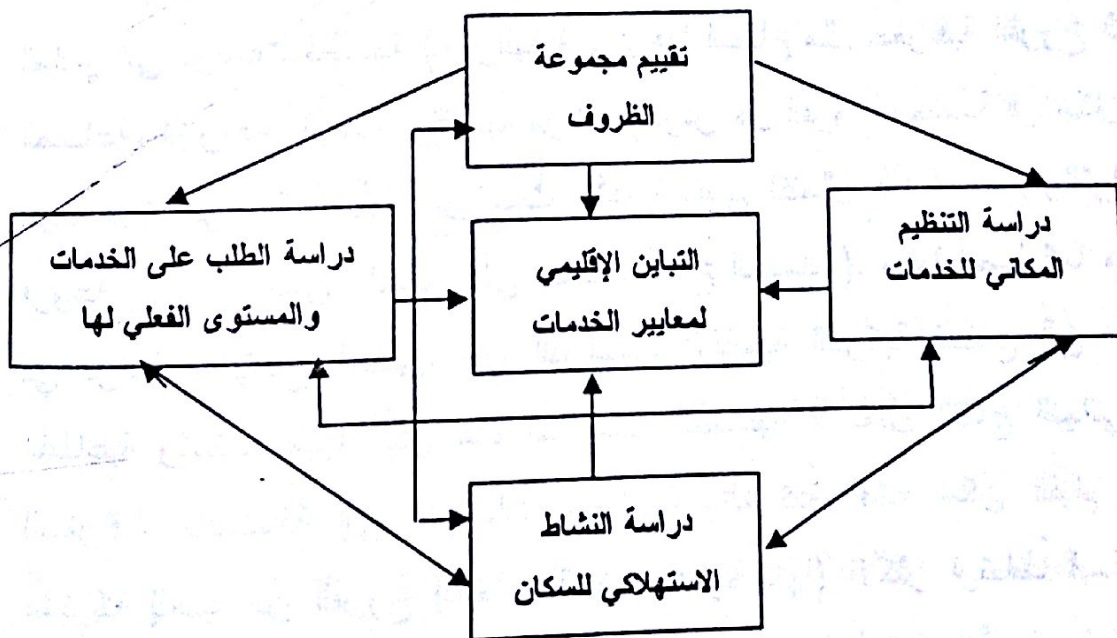 تقييم مجموعة
الظروف
دراسة التنظيم
المكاني للخدمات
التباين الإقليمي
لمعايير الخدمات
دراسة الطلب على الخدمات
والمستوى الفعلي لها
دراسة النشاط
الاستهلاكي للسكان